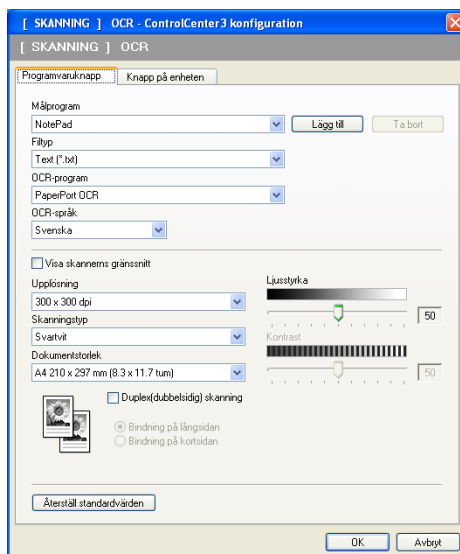 [ SKANNING ] OCR - ControlCenter3 konfiguration
[ SKANNING ] OCR
Programvaruknapp Knapp på enheten
Målprogram
NotePad Lägg till Ta bort
Filtyp
Text (*.txt)
OCR-program
PaperPort OCR
OCR-språk
Svenska
Visa skannerns gränssnitt
Upplösning Ljusstyrka
300 x 300 dpi 50
Skanningstyp Kontrast
Svartvit 50
Dokumentstorlek
A4 210 x 297 mm (8.3 x 11.7 tum)
Duplex(dubbelsidig) skanning
Bindning på långsidan
Bindning på kortsidan
Återställ standardvärden
OK Avbryt